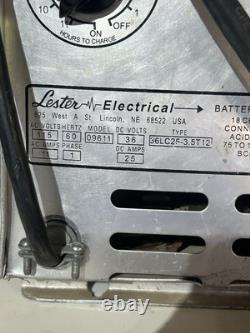 10
1
OFF
HOURS TO CHARGE
Lester Electrical
625 West A St. Lincoln, NE 68522 USA
AC VOLTS HERTZ MODEL DC VOLTS TYPE
115 60 09611 36 36LC25-3.5T12
AC AMPS PHASE DC AMPS
1 25
BATTE
18 C
CONN
ACID
75 TO
BC
eb